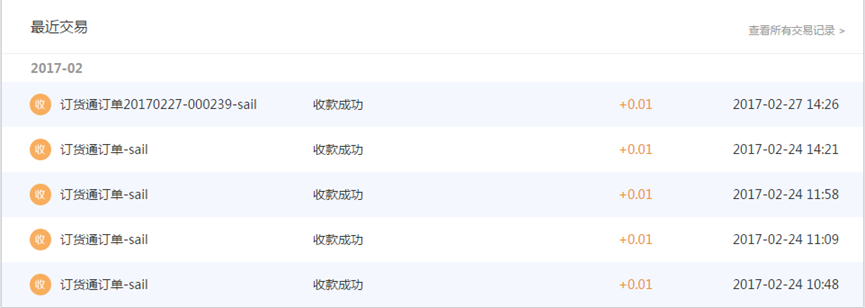 最近交易
查看所有交易记录 >
2017-02
收 订货通订单20170227-000239-sail 收款成功 +0.01 2017-02-27 14:26
收 订货通订单-sail 收款成功 +0.01 2017-02-24 14:21
收 订货通订单-sail 收款成功 +0.01 2017-02-24 11:58
收 订货通订单-sail 收款成功 +0.01 2017-02-24 11:09
收 订货通订单-sail 收款成功 +0.01 2017-02-24 10:48